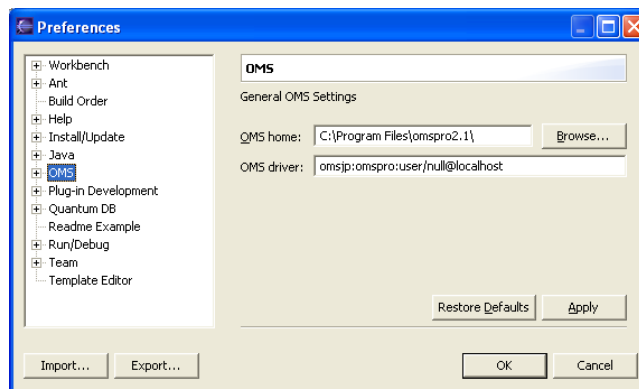 Preferences
Workbench
Ant
Build Order
Help
Install/Update
Java
OMS
Plug-in Development
Quantum DB
Readme Example
Run/Debug
Team
Template Editor
OMS
General OMS Settings
OMS home: C:\Program Files\omspro2.1\ Browse...
OMS driver: omsjp:omspro:user/null@localhost
Restore Defaults Apply
Import... Export... OK Cancel